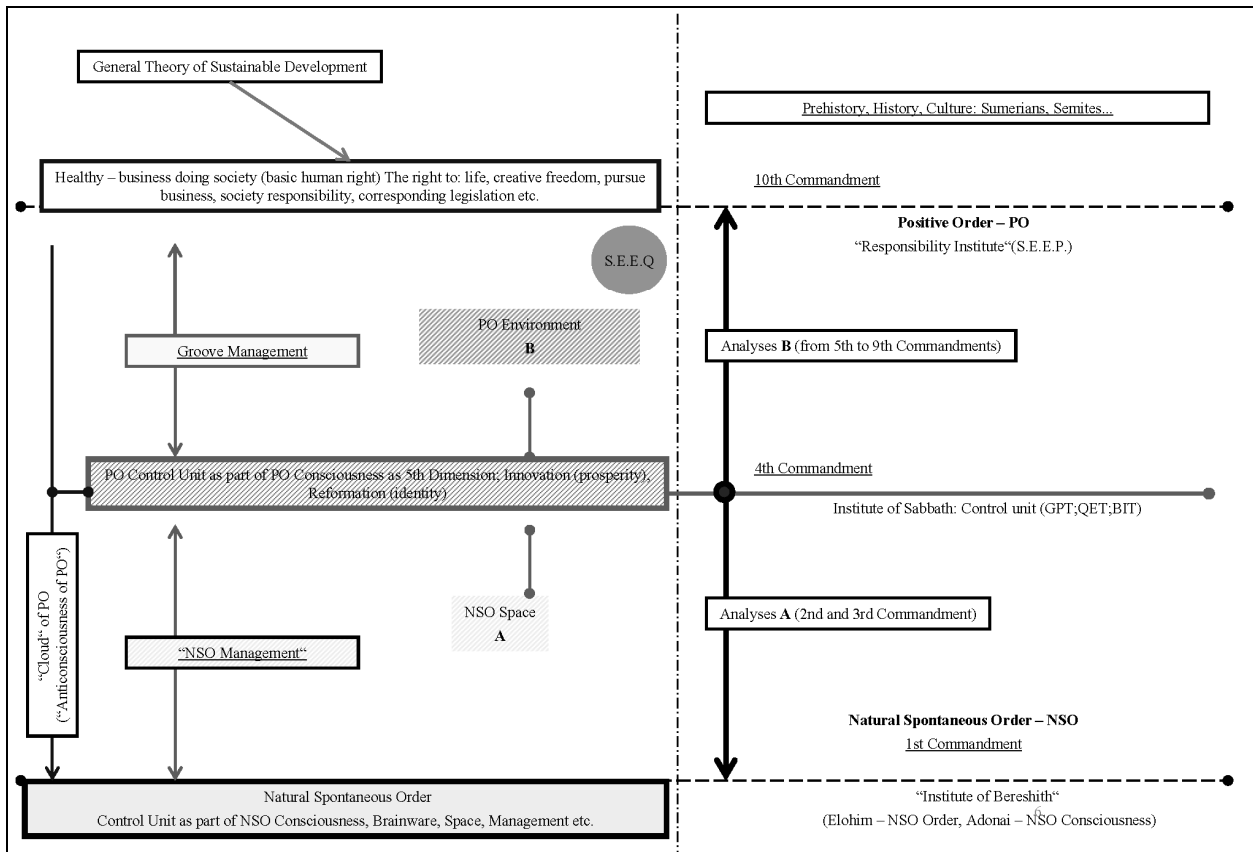 General Theory of Sustainable Development
Prehistory, History, Culture: Sumerians, Semites...
Healthy – business doing society (basic human right) The right to: life, creative freedom, pursue
business, society responsibility, corresponding legislation etc.
10th Commandment
Positive Order – PO
“Responsibility Institute“(S.E.E.P.)
S.E.E.Q
PO Environment
B
Groove Management
Analyses B (from 5th to 9th Commandments)
PO Control Unit as part of PO Consciousness as 5th Dimension; Innovation (prosperity),
Reformation (identity)
4th Commandment
Institute of Sabbath: Control unit (GPT;QET;BIT)
“Cloud“ of PO
(“Anticonsciousness of PO“)
NSO Space
A
Analyses A (2nd and 3rd Commandment)
“NSO Management“
Natural Spontaneous Order – NSO
1st Commandment
Natural Spontaneous Order
Control Unit as part of NSO Consciousness, Brainware, Space, Management etc.
“Institute of Bereshith“
6
(Elohim – NSO Order, Adonai – NSO Consciousness)